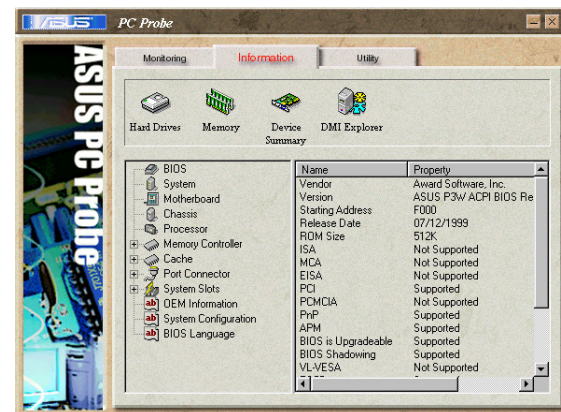 ASUS PC Probe
Monitoring Information Utility
ASUS PC Probe
Hard Drives Memory Device Summary DMI Explorer
BIOS
System
Motherboard
Chassis
Processor
Memory Controller
Cache
Port Connector
System Slots
OEM Information
System Configuration
BIOS Language
Name Property
Vendor Award Software, Inc.
Version ASUS P3W ACPI BIOS Re
Starting Address F000
Release Date 07/12/1999
ROM Size 512K
ISA Not Supported
MCA Not Supported
EISA Not Supported
PCI Supported
PCMCIA Not Supported
PnP Supported
APM Supported
BIOS is Upgradeable Supported
BIOS Shadowing Supported
VL-VESA Not Supported